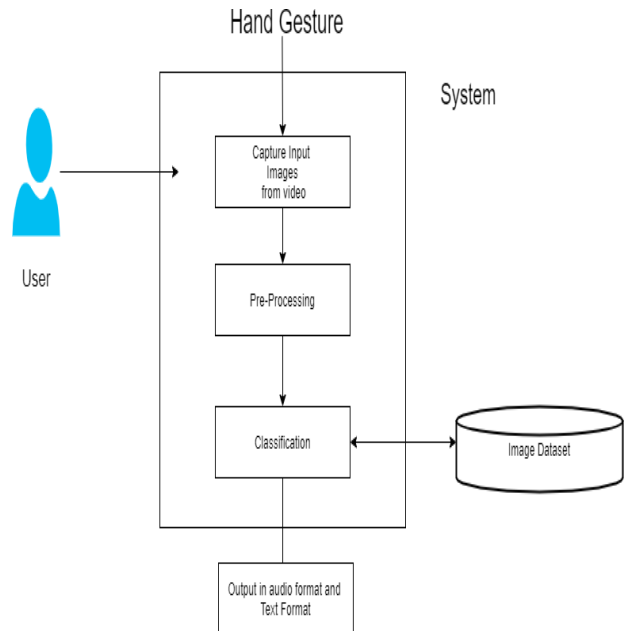 Hand Gesture
System
Capture Input
Images
from video
User
Pre-Processing
Classification
Image Dataset
Output in audio format and
Text Format